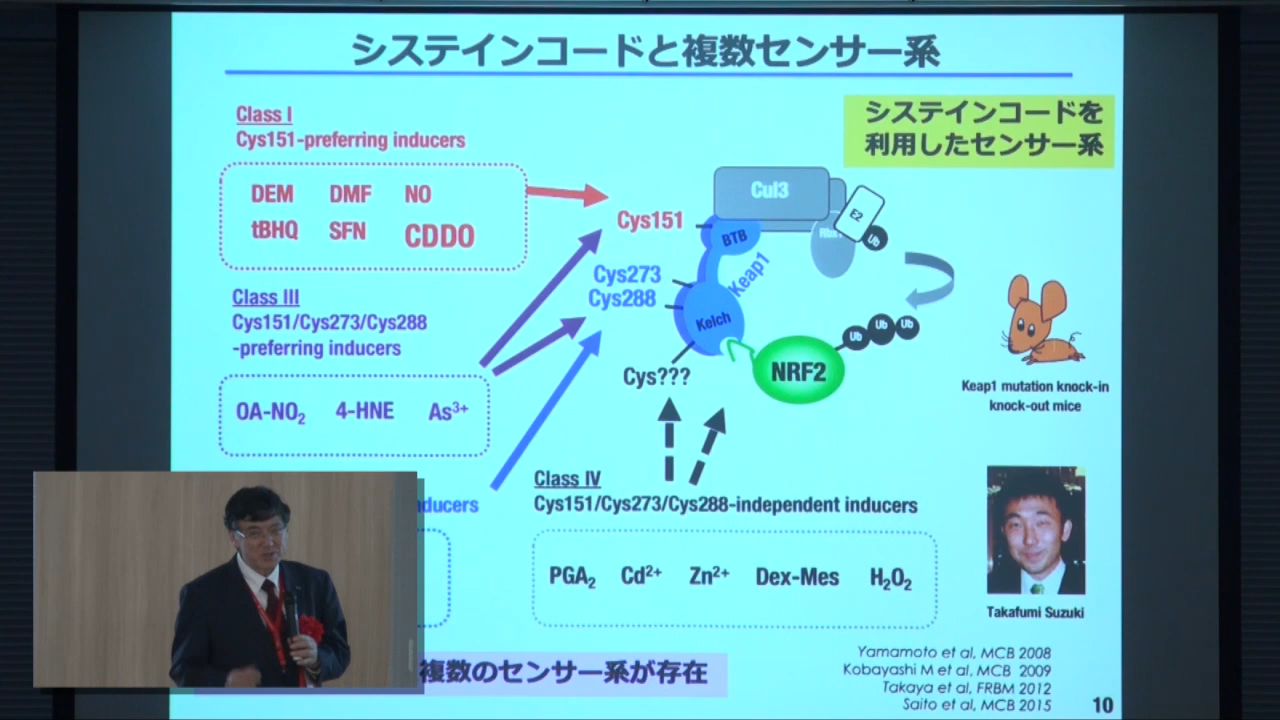 システインコードと複数センサー系
Class I
Cys151-preferring inducers
DEM DMF NO
tBHQ SFN CDDO
Class III
Cys151/Cys273/Cys288
-preferring inducers
OA-NO₂ 4-HNE As³⁺
ducers
システインコードを
利用したセンサー系
Cul3
E2
Ub
Cys151
BTB
Cys273
Cys288
Keap1
Kelch
Cys???
NRF2
Ub Ub Ub
Keap1 mutation knock-in
knock-out mice
Class IV
Cys151/Cys273/Cys288-independent inducers
PGA₂ Cd²⁺ Zn²⁺ Dex-Mes H₂O₂
Takafumi Suzuki
複数のセンサー系が存在
Yamamoto et al, MCB 2008
Kobayashi M et al, MCB 2009
Takaya et al, FRBM 2012
Saito et al, MCB 2015
10